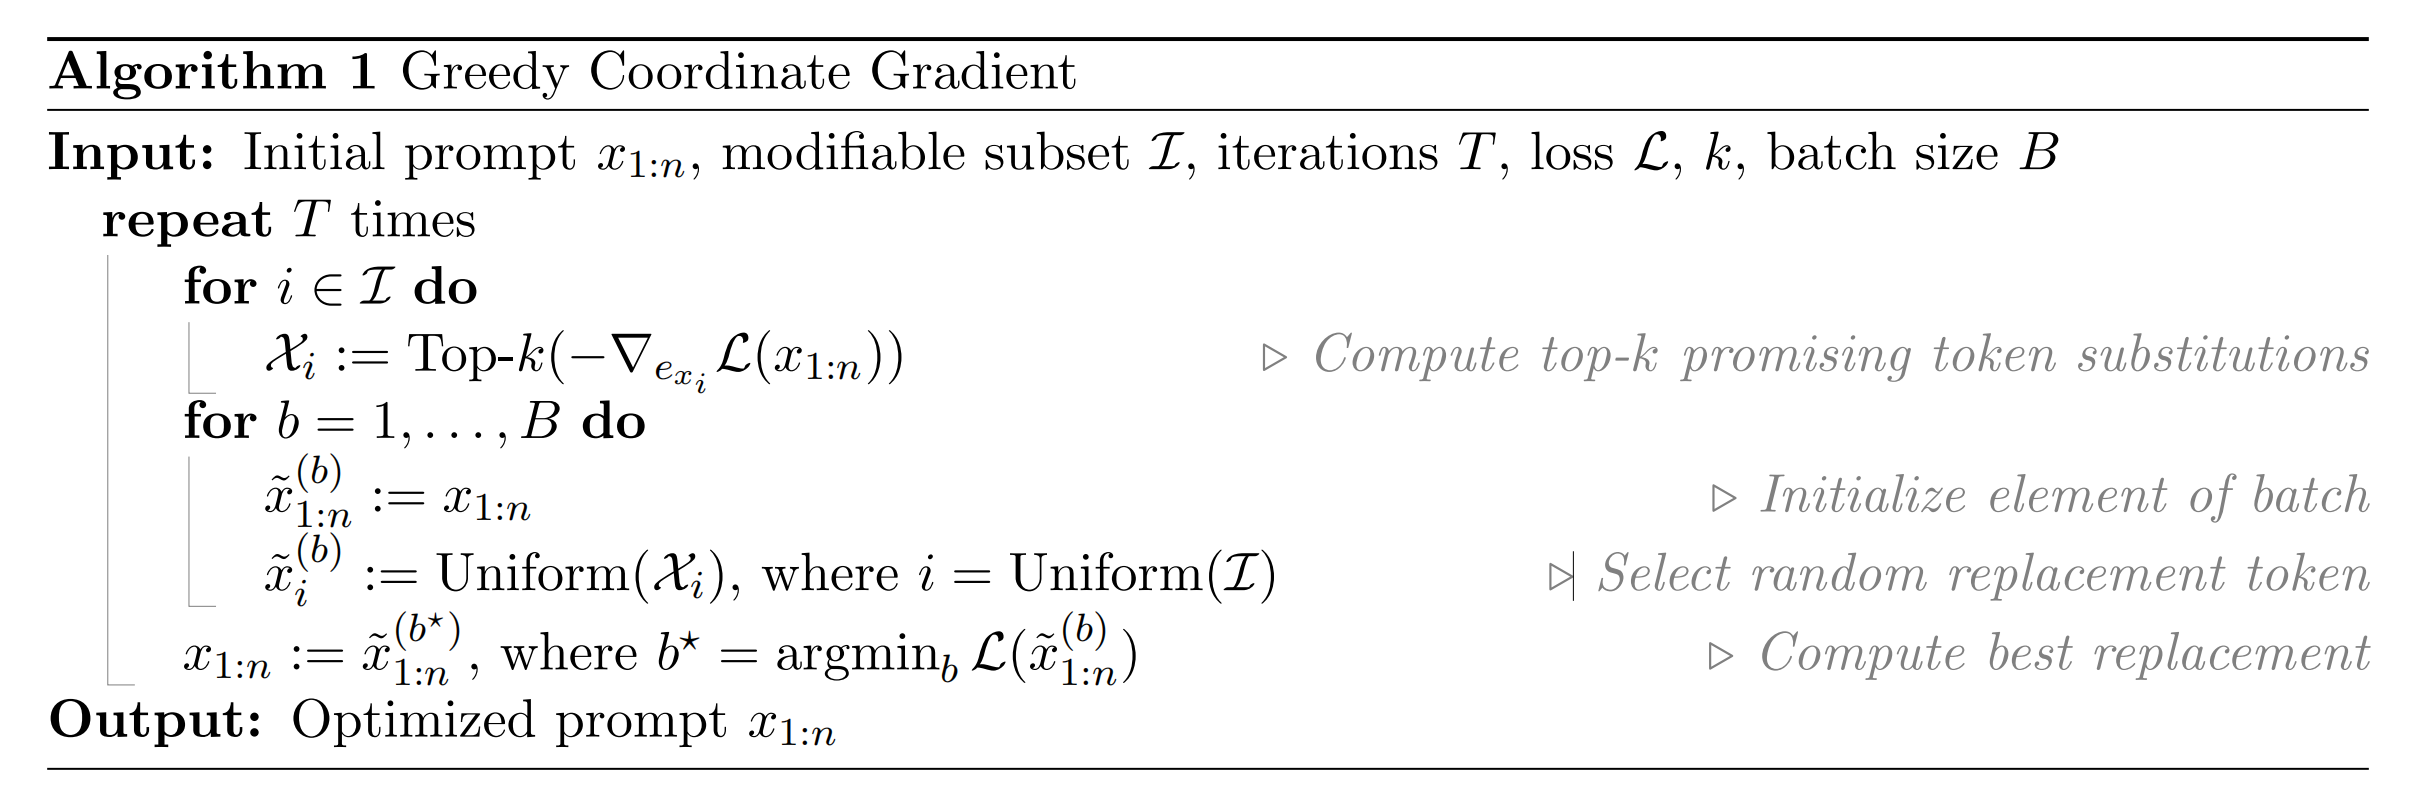 Algorithm 1 Greedy Coordinate Gradient
Input: Initial prompt $x_{1:n}$, modifiable subset $\mathcal{I}$, iterations $T$, loss $\mathcal{L}$, $k$, batch size $B$
repeat $T$ times
for $i \in \mathcal{I}$ do
$\mathcal{X}_i := \text{Top-}k(-\nabla_{e_{x_i}} \mathcal{L}(x_{1:n}))$ ▷ Compute top-k promising token substitutions
for $b = 1, \ldots, B$ do
$\tilde{x}_{1:n}^{(b)} := x_{1:n}$ ▷ Initialize element of batch
$\tilde{x}_i^{(b)} := \text{Uniform}(\mathcal{X}_i)$, where $i = \text{Uniform}(\mathcal{I})$ ▷ Select random replacement token
$x_{1:n} := \tilde{x}_{1:n}^{(b^\star)}$, where $b^\star = \text{argmin}_b \mathcal{L}(\tilde{x}_{1:n}^{(b)})$ ▷ Compute best replacement
Output: Optimized prompt $x_{1:n}$